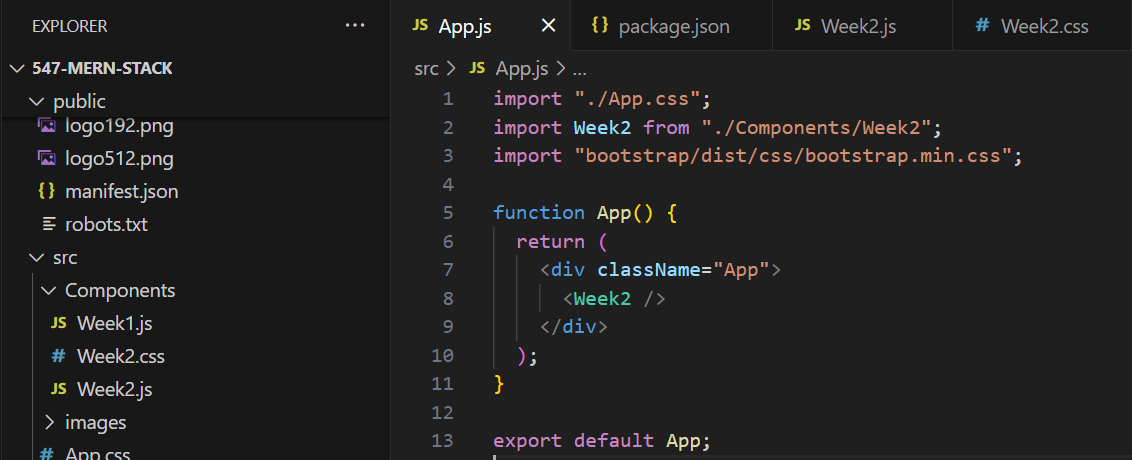 EXPLORER
547-MERN-STACK
public
logo192.png
logo512.png
{} manifest.json
robots.txt
src
Components
JS Week1.js
# Week2.css
JS Week2.js
images
# App.css
JS App.js
{} package.json
JS Week2.js
# Week2.css
src > JS App.js > ...
1 import "./App.css";
2 import Week2 from "./Components/Week2";
3 import "bootstrap/dist/css/bootstrap.min.css";
4
5 function App() {
6 return (
7 <div className="App">
8 <Week2 />
9 </div>
10 );
11 }
12
13 export default App;